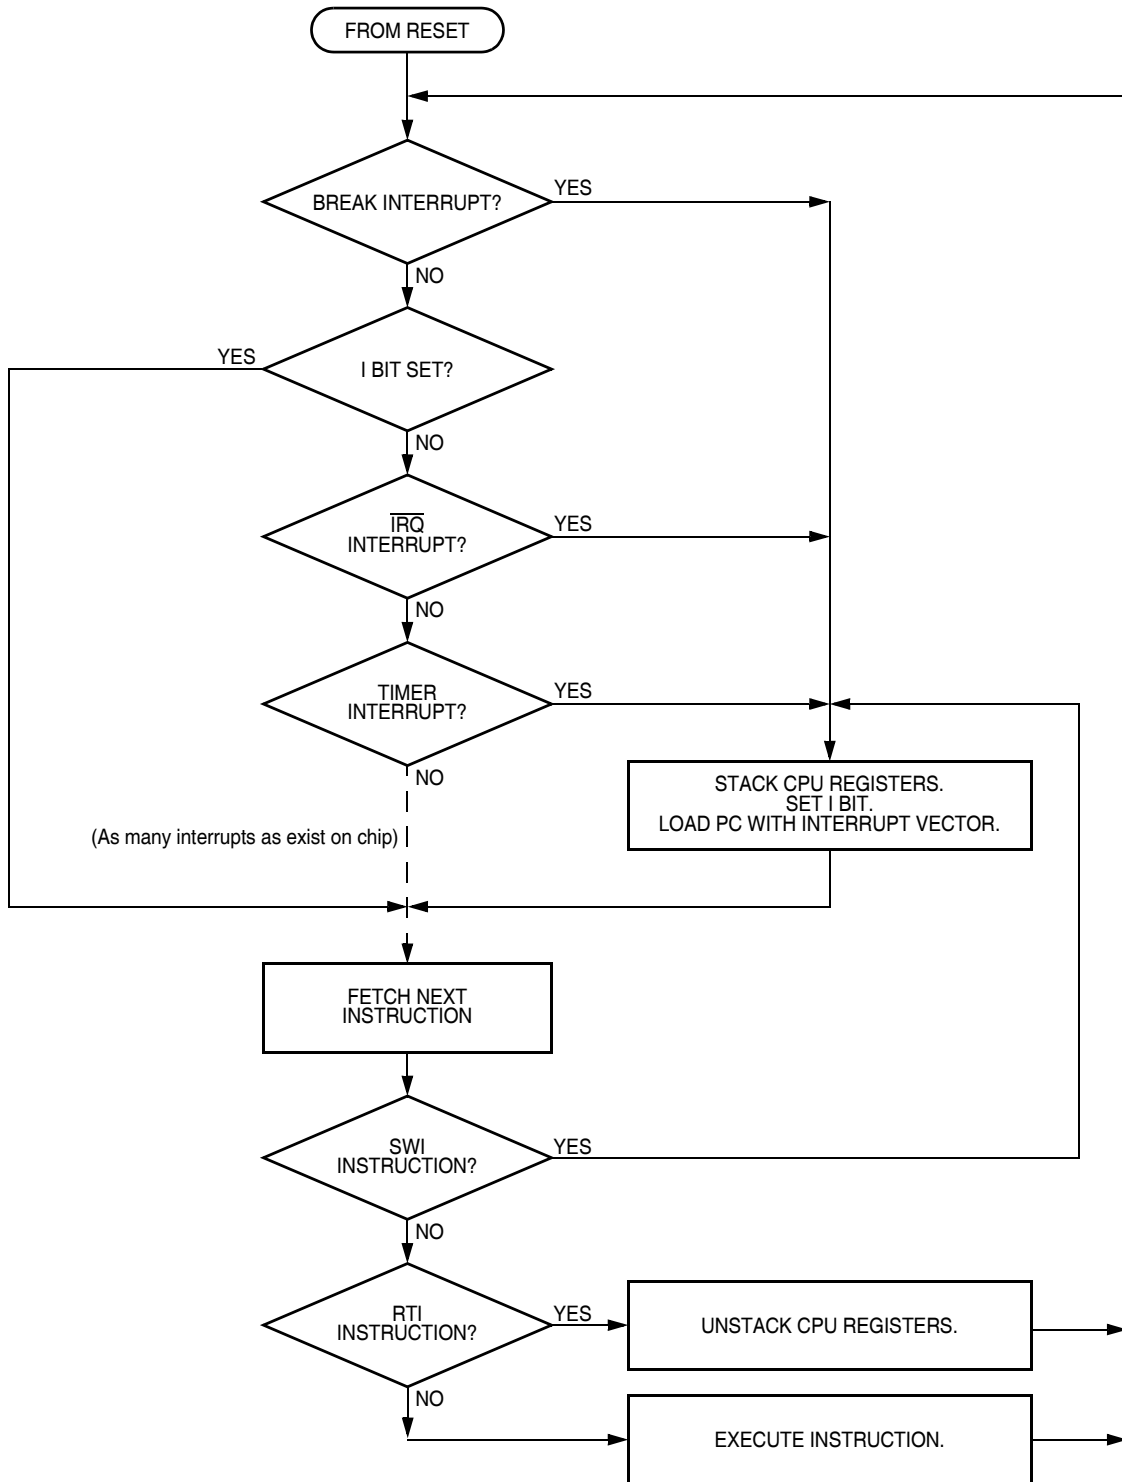 FROM RESET
BREAK INTERRUPT?
YES
NO
I BIT SET?
YES
NO
IRQ
INTERRUPT?
YES
NO
TIMER
INTERRUPT?
YES
NO
STACK CPU REGISTERS.
SET I BIT.
LOAD PC WITH INTERRUPT VECTOR.
(As many interrupts as exist on chip)
FETCH NEXT
INSTRUCTION
SWI
INSTRUCTION?
YES
NO
RTI
INSTRUCTION?
YES
UNSTACK CPU REGISTERS.
NO
EXECUTE INSTRUCTION.